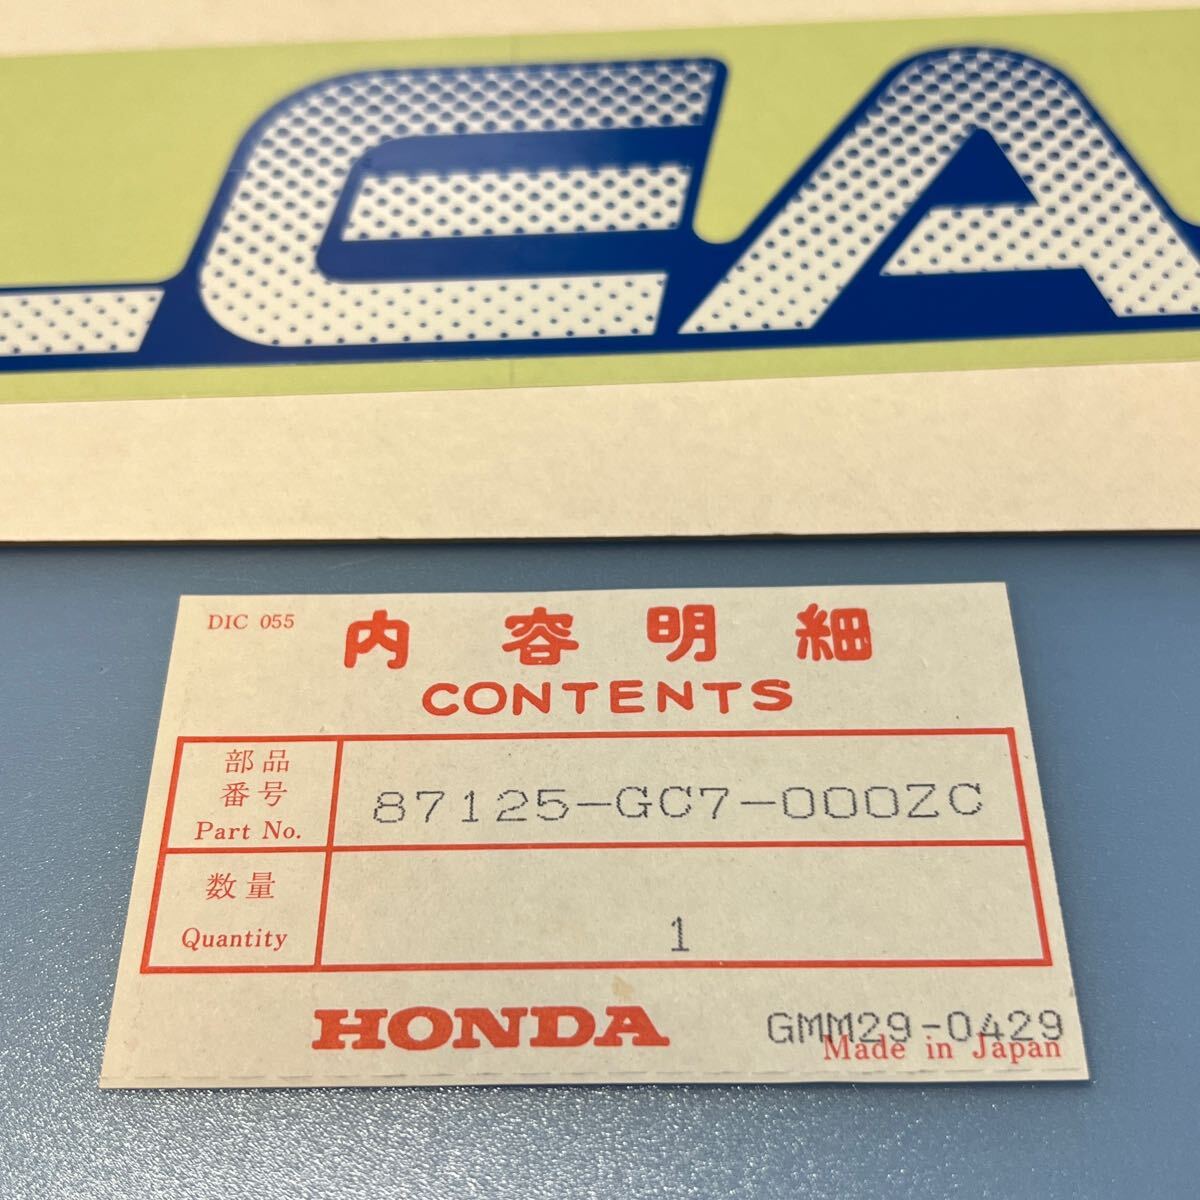 EA
DIC 055
内容明細
CONTENTS
部品
番号
Part No.
87125-GC7-000ZC
数量
Quantity
1
HONDA
GMM29-0429
Made in Japan